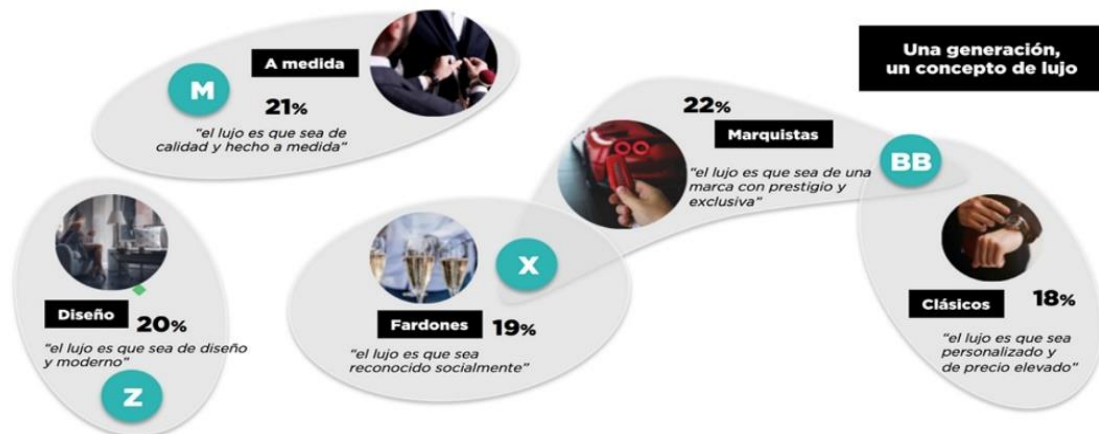 Una generación,
un concepto de lujo
A medida
M
21%
"el lujo es que sea de
calidad y hecho a medida"
22%
Marquistas
BB
"el lujo es que sea de una
marca con prestigio y
exclusiva"
Diseño
20%
"el lujo es que sea de diseño
y moderno"
Z
X
Fardones
19%
"el lujo es que sea
reconocido socialmente"
Clásicos
18%
"el lujo es que sea
personalizado y
de precio elevado"